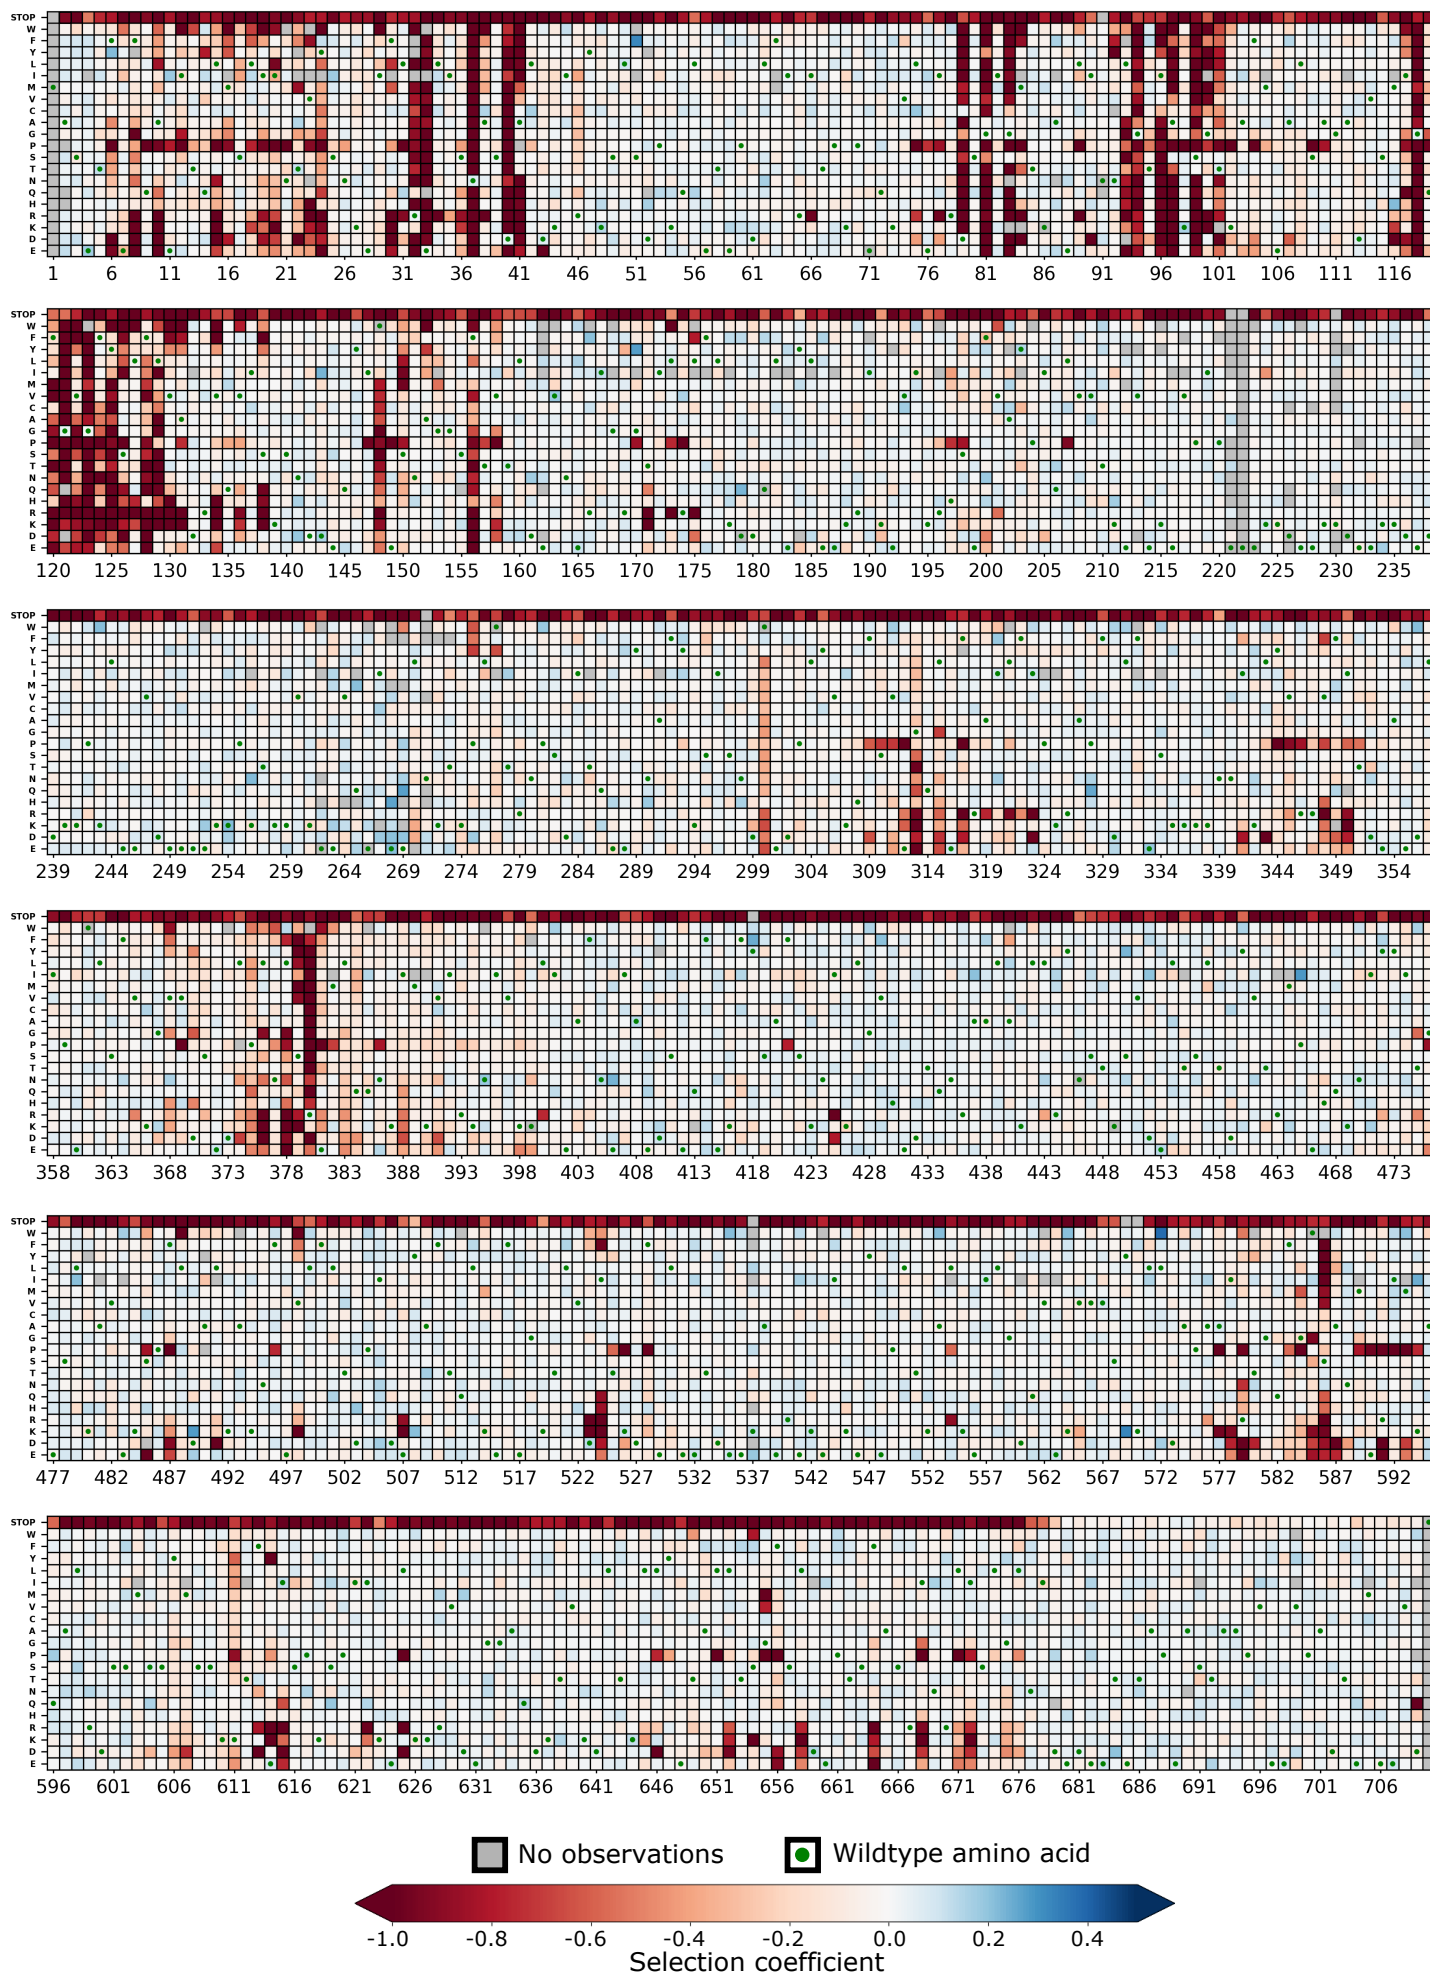 STOP
W
F
Y
L
I
M
V
C
A
G
P
S
T
N
Q
H
R
K
D
E
1 6 11 16 21 26 31 36 41 46 51 56 61 66 71 76 81 86 91 96 101 106 111 116
STOP
W
F
Y
L
I
M
V
C
A
G
P
S
T
N
Q
H
R
K
D
E
120 125 130 135 140 145 150 155 160 165 170 175 180 185 190 195 200 205 210 215 220 225 230 235
STOP
W
F
Y
L
I
M
V
C
A
G
P
S
T
N
Q
H
R
K
D
E
239 244 249 254 259 264 269 274 279 284 289 294 299 304 309 314 319 324 329 334 339 344 349 354
STOP
W
F
Y
L
I
M
V
C
A
G
P
S
T
N
Q
H
R
K
D
E
358 363 368 373 378 383 388 393 398 403 408 413 418 423 428 433 438 443 448 453 458 463 468 473
STOP
W
F
Y
L
I
M
V
C
A
G
P
S
T
N
Q
H
R
K
D
E
477 482 487 492 497 502 507 512 517 522 527 532 537 542 547 552 557 562 567 572 577 582 587 592
STOP
W
F
Y
L
I
M
V
C
A
G
P
S
T
N
Q
H
R
K
D
E
596 601 606 611 616 621 626 631 636 641 646 651 656 661 666 671 676 681 686 691 696 701 706
No observations Wildtype amino acid
-1.0 -0.8 -0.6 -0.4 -0.2 0.0 0.2 0.4
Selection coefficient